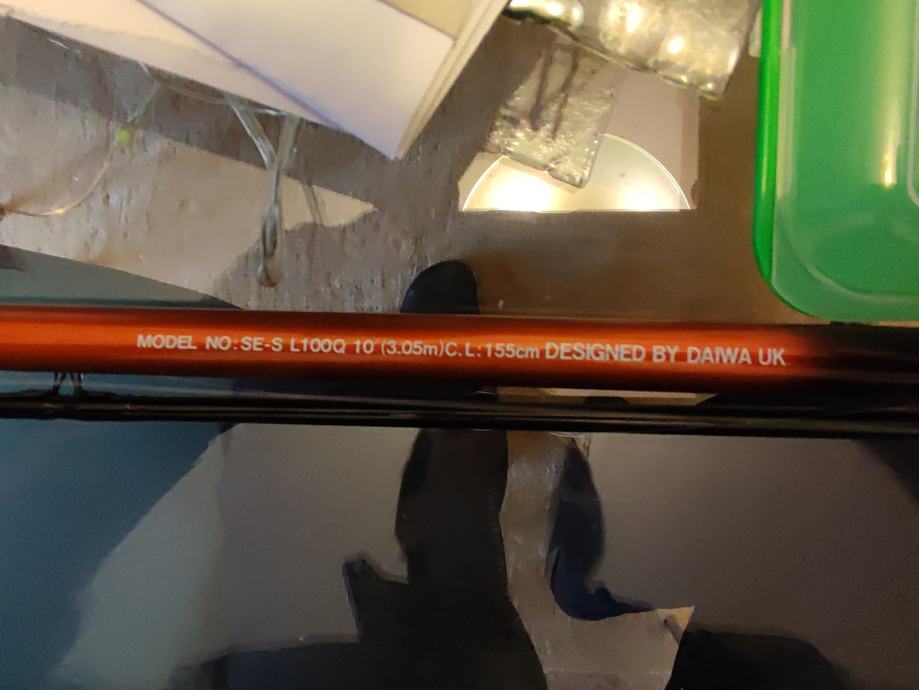 MODEL NO:SE-S L100Q 10' (3.05m)C.L:155cm DESIGNED BY DAIWA UK